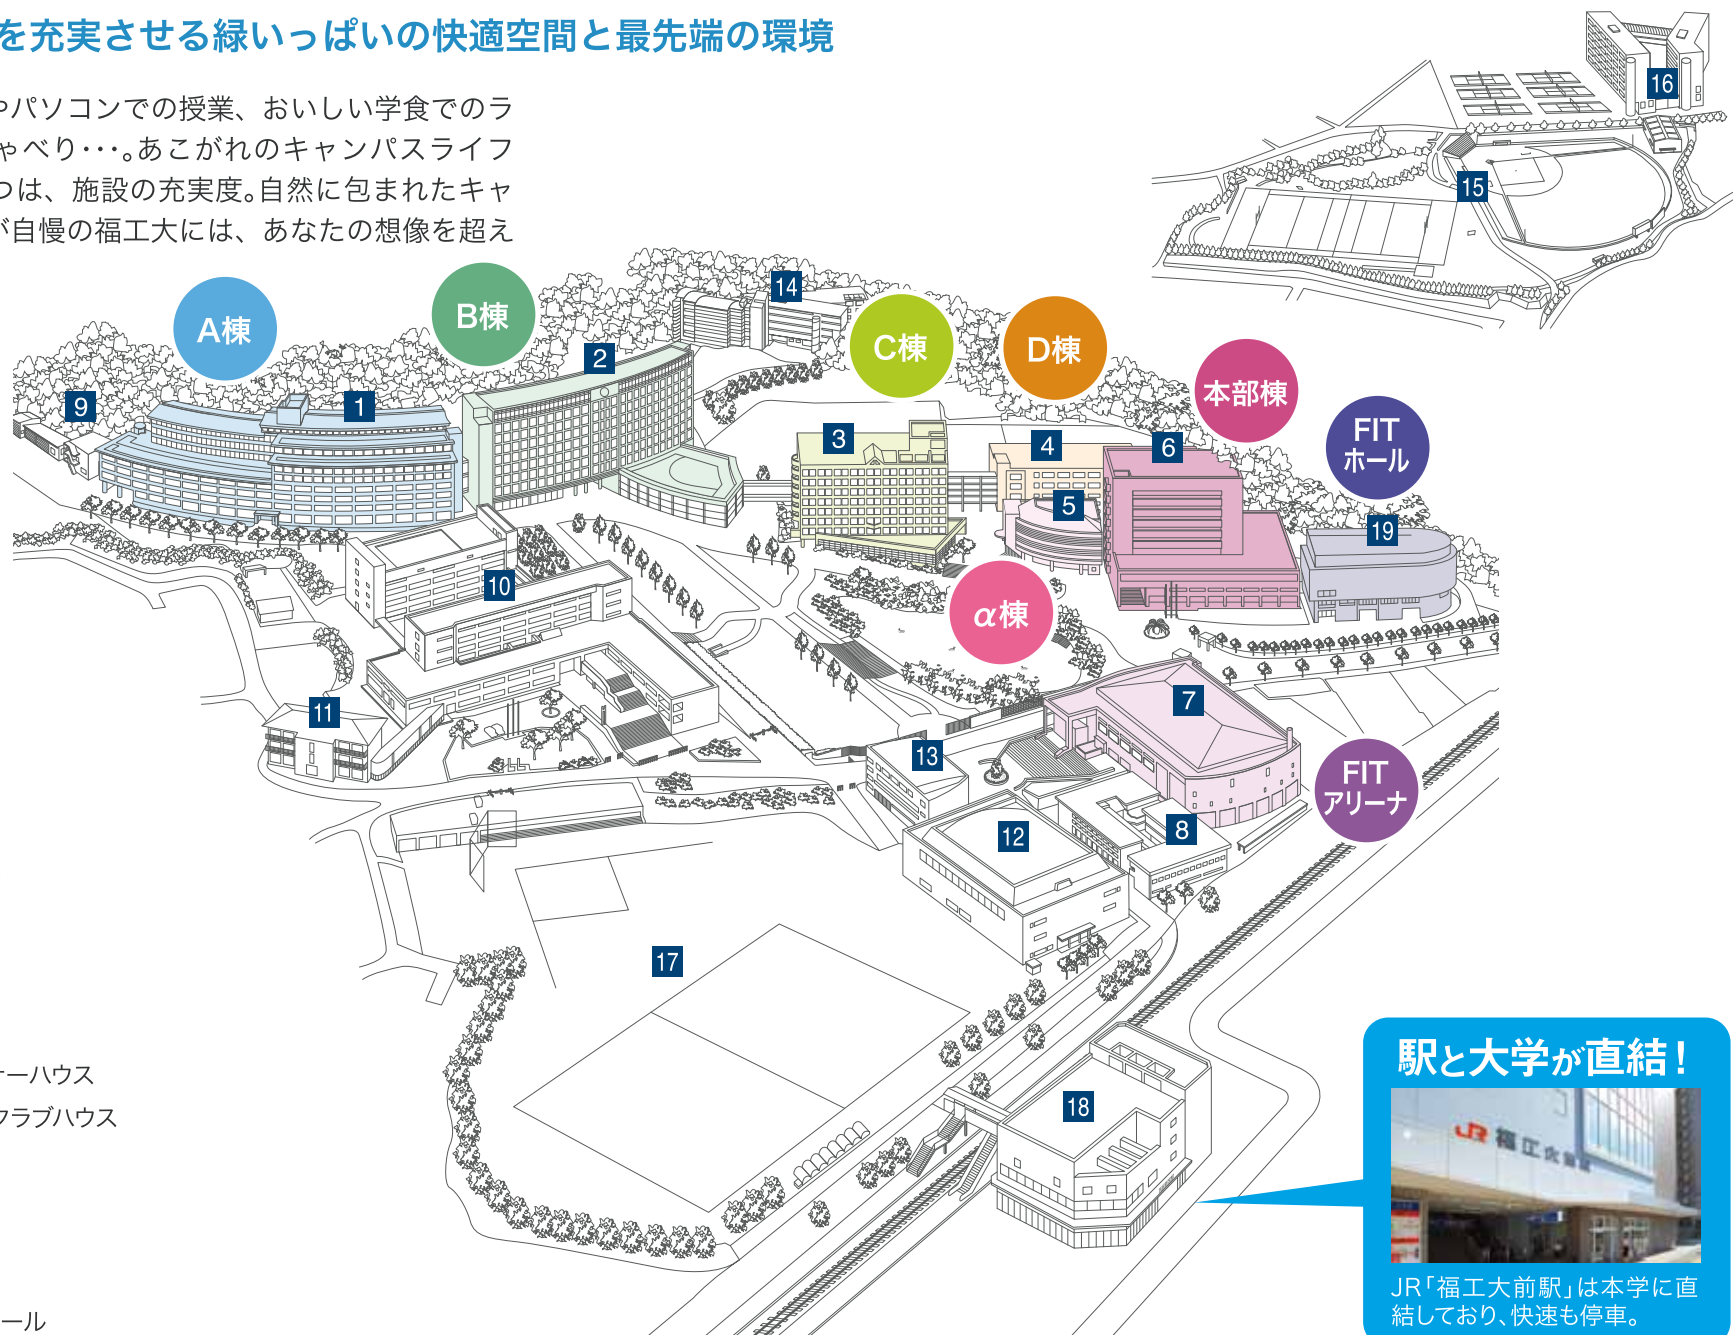 を充実させる緑いっぱいの快適空間と最先端の環境
やパソコンでの授業、おいしい学食でのラ
ゃべり・・・。あこがれのキャンパスライフ
つは、施設の充実度。自然に包まれたキャ
が自慢の福工大には、あなたの想像を超え
16
15
14
A棟
B棟
C棟
D棟
本部棟
FIT
ホール
9
1
2
3
4
6
5
19
10
α棟
11
7
13
FIT
アリーナ
12
8
17
18
ーハウス
クラブハウス
ール
駅と大学が直結!
JR 福工大前駅
JR「福工大前駅」は本学に直
結しており、快速も停車。